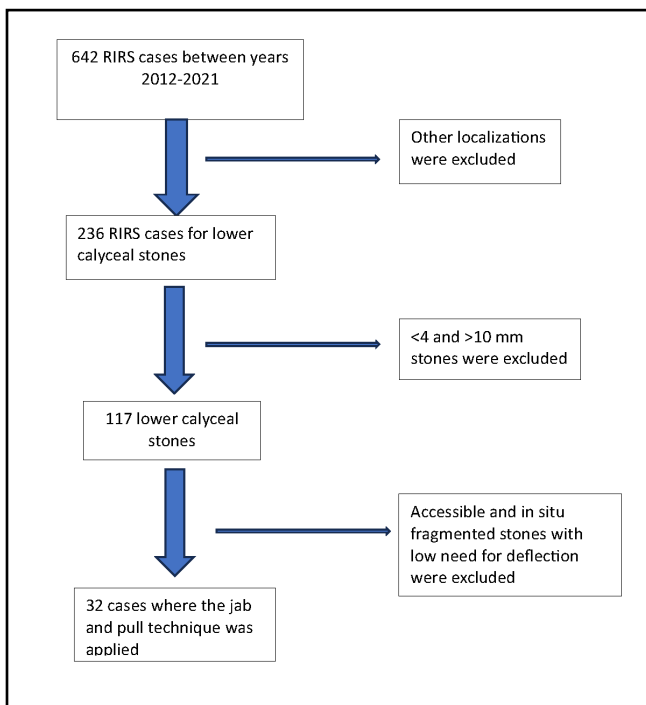 642 RIRS cases between years
2012-2021
Other localizations
were excluded
236 RIRS cases for lower
calyceal stones
<4 and >10 mm
stones were excluded
117 lower calyceal
stones
Accessible and in situ
fragmented stones with
low need for deflection
were excluded
32 cases where the jab
and pull technique was
applied